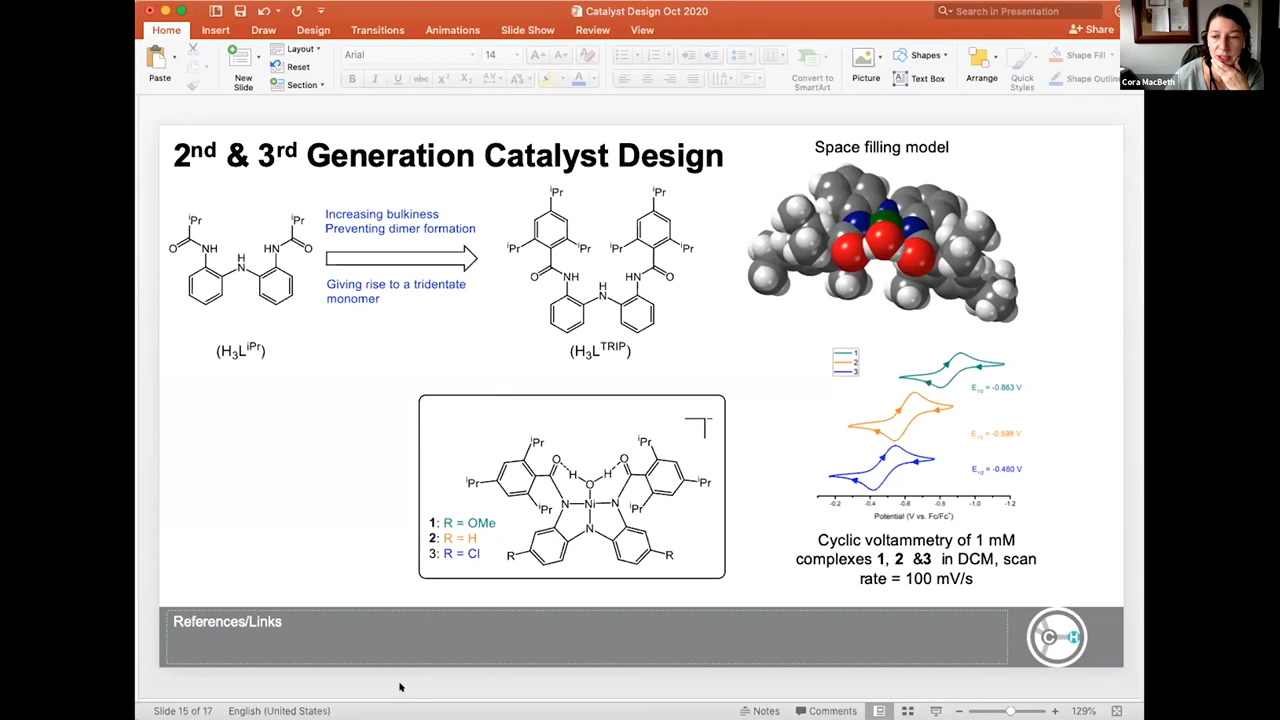 Catalyst Design Oct 2020
Search in Presentation
Home Insert Draw Design Transitions Animations Slide Show Review View
Share
Paste
New Slide
Layout
Reset
Section
Arial
14
Convert to SmartArt
Picture
Shapes
Text Box
Arrange
Quick Styles
Shape Fill
Shape Outline
Cora MacBeth
2nd & 3rd Generation Catalyst Design
Space filling model
iPr iPr
O NH HN O
H
N
(H3LiPr)
Increasing bulkiness
Preventing dimer formation
Giving rise to a tridentate
monomer
iPr iPr
iPr iPr iPr iPr
O NH HN O
H
N
(H3LTRIP)
1
2
3
E1/2 = -0.863 V
E1/2 = -0.598 V
E1/2 = -0.460 V
-0.2 -0.4 -0.6 -0.8 -1.0 -1.2
Potential (V vs. Fc/Fc+)
Cyclic voltammetry of 1 mM
complexes 1, 2 &3 in DCM, scan
rate = 100 mV/s
iPr iPr
O H H O
iPr O iPr
iPr N Ni N iPr
N
R R
1: R = OMe
2: R = H
3: R = Cl
References/Links
C H
Slide 15 of 17 English (United States)
Notes Comments 129%